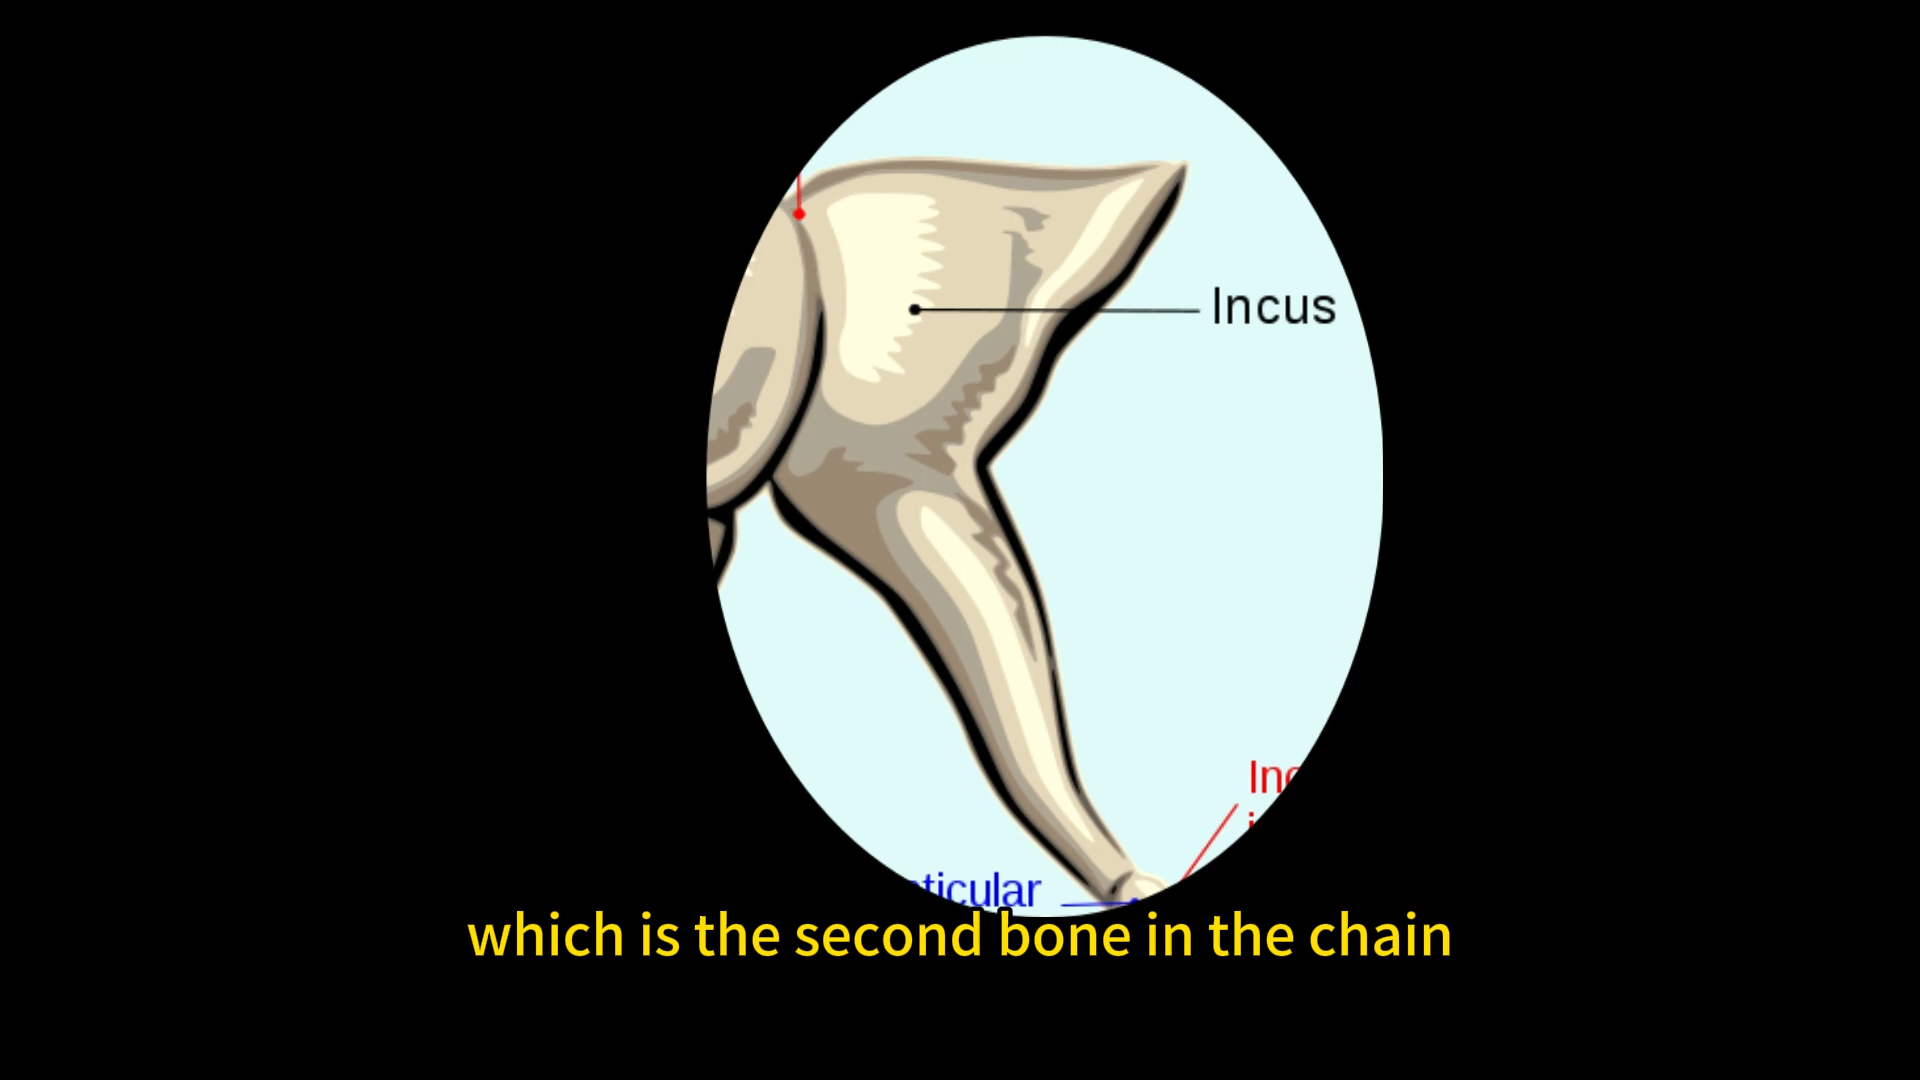 Incus
which is the second bone in the chain